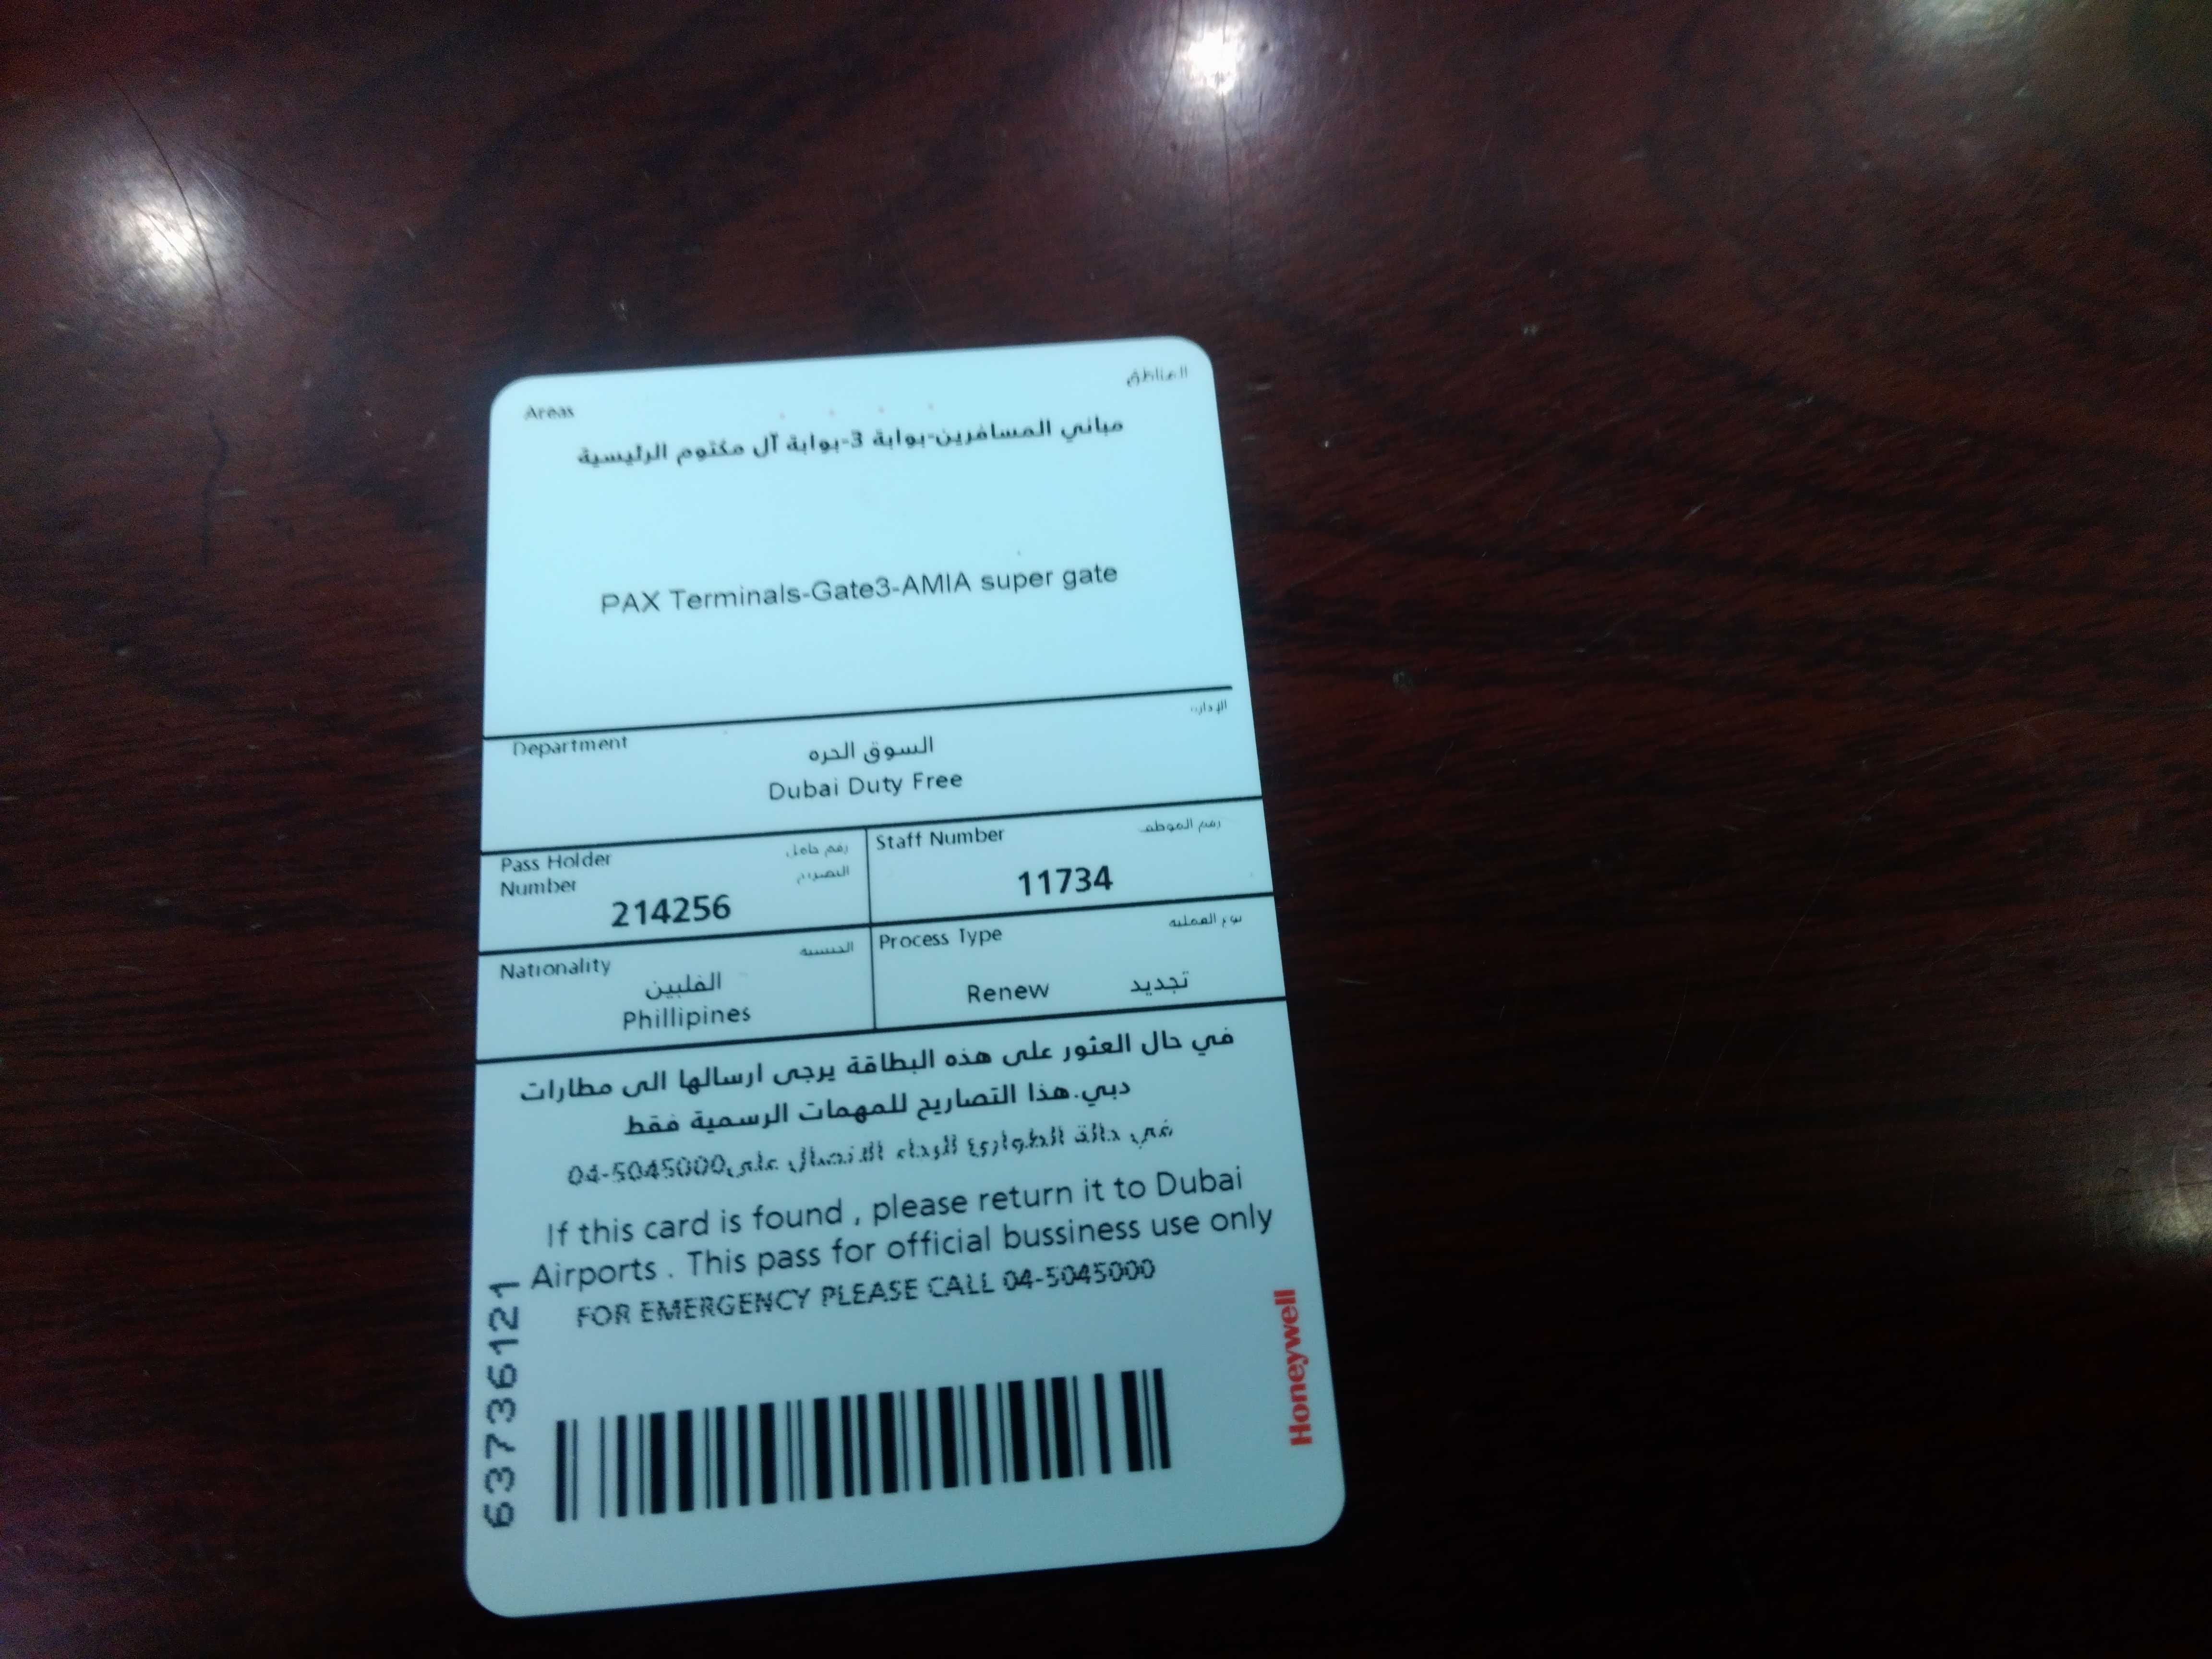 Areas المناطق
مباني المسافرين-بوابة 3-بوابة آل مكتوم الرئيسية
PAX Terminals-Gate3-AMIA super gate
Department الإدارة
السوق الحره
Dubai Duty Free
Pass Holder Number رقم حامل التصريح
214256
Staff Number رقم الموظف
11734
Nationality الجنسية
الفلبين
Phillipines
Process Type نوع العملية
Renew تجديد
في حال العثور على هذه البطاقة يرجى ارسالها الى مطارات
دبي.هذا التصاريح للمهمات الرسمية فقط
في حالة الطوارئ الرجاء الاتصال على04-5045000
If this card is found , please return it to Dubai
Airports . This pass for official bussiness use only
FOR EMERGENCY PLEASE CALL 04-5045000
637736121
Honeywell